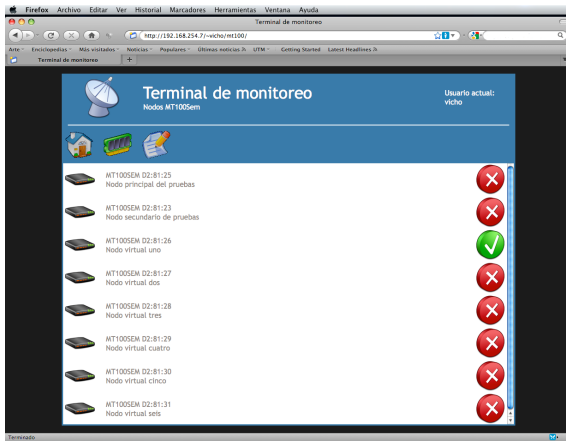 Firefox Archivo Editar Ver Historial Marcadores Herramientas Ventana Ayuda
Terminal de monitoreo
http://192.168.254.7/~vicho/mt100/
Arte Enciclopedias Más visitados Noticias Populares Últimas noticias UTM Getting Started Latest Headlines
Terminal de monitoreo
Terminal de monitoreo
Nodos MT100Sem
Usuario actual:
vicho
MT100SEM D2:81:25
Nodo principal del pruebas
MT100SEM D2:81:23
Nodo secundario de pruebas
MT100SEM D2:81:26
Nodo virtual uno
MT100SEM D2:81:27
Nodo virtual dos
MT100SEM D2:81:28
Nodo virtual tres
MT100SEM D2:81:29
Nodo virtual cuatro
MT100SEM D2:81:30
Nodo virtual cinco
MT100SEM D2:81:31
Nodo virtual seis
Terminado